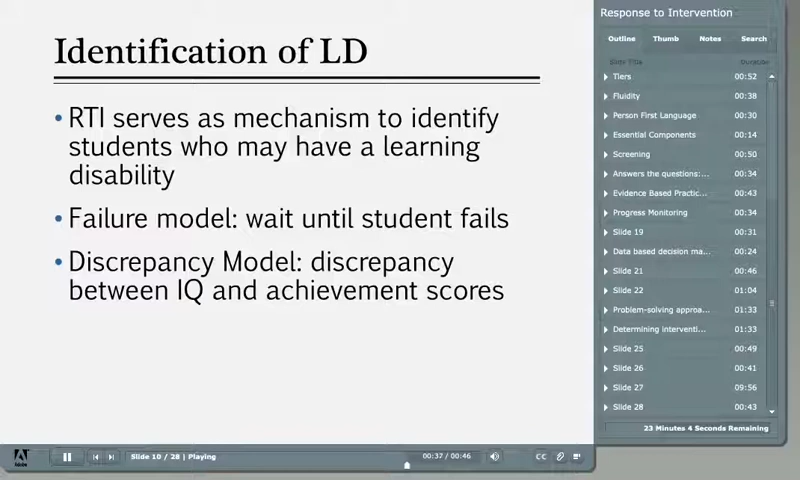 Identification of LD
• RTI serves as mechanism to identify
students who may have a learning
disability
• Failure model: wait until student fails
• Discrepancy Model: discrepancy
between IQ and achievement scores
Response to Intervention
Outline Thumb Notes Search
Slide Title Duration
Tiers 00:52
Fluidity 00:38
Person First Language 00:30
Essential Components 00:14
Screening 00:50
Answers the questions:... 00:34
Evidence Based Practic... 00:43
Progress Monitoring 00:34
Slide 19 00:31
Data based decision ma... 00:24
Slide 21 00:46
Slide 22 01:04
Problem-solving approa... 01:33
Determining interventi... 01:33
Slide 25 00:49
Slide 26 00:41
Slide 27 09:56
Slide 28 00:43
23 Minutes 4 Seconds Remaining
Adobe
Slide 10 / 28 | Playing
00:37 / 00:46
CC